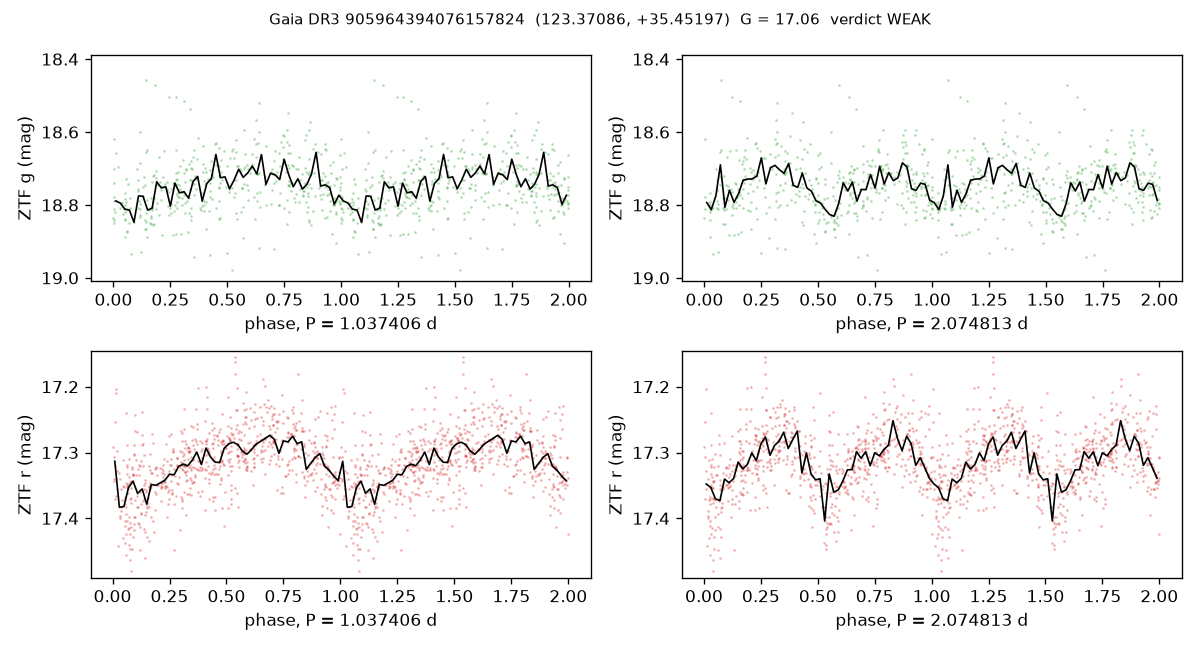 Gaia DR3 905964394076157824 (123.37086, +35.45197) G = 17.06 verdict WEAK
ZTF g (mag)
18.4
18.6
18.8
19.0
0.00 0.25 0.50 0.75 1.00 1.25 1.50 1.75 2.00
phase, P = 1.037406 d
ZTF g (mag)
18.4
18.6
18.8
19.0
0.00 0.25 0.50 0.75 1.00 1.25 1.50 1.75 2.00
phase, P = 2.074813 d
ZTF r (mag)
17.2
17.3
17.4
0.00 0.25 0.50 0.75 1.00 1.25 1.50 1.75 2.00
phase, P = 1.037406 d
ZTF r (mag)
17.2
17.3
17.4
0.00 0.25 0.50 0.75 1.00 1.25 1.50 1.75 2.00
phase, P = 2.074813 d